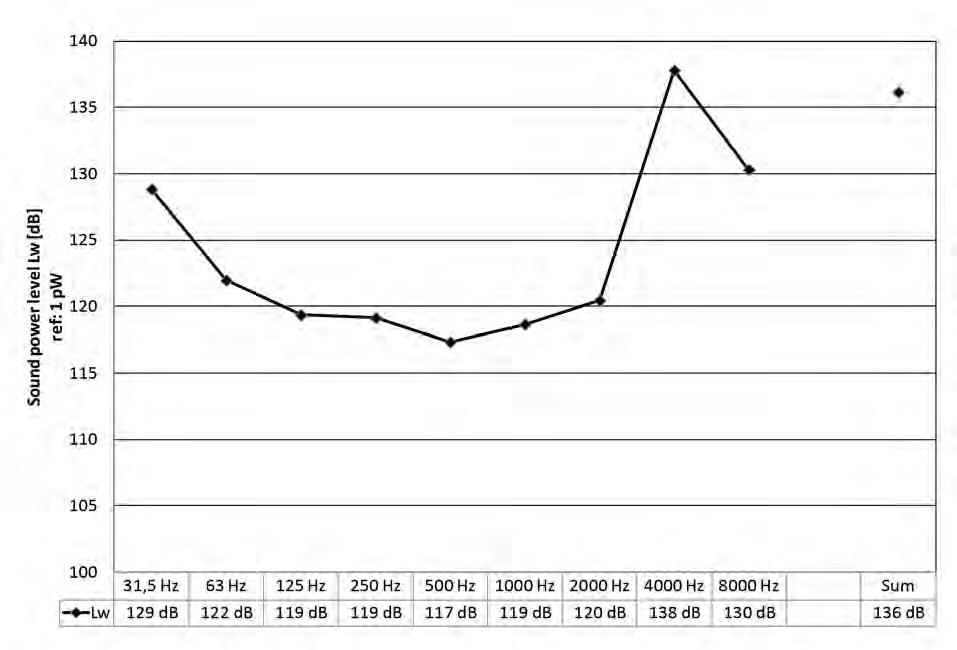 140
135
130
125
120
115
110
105
100
Sound power level Lw [dB]
ref: 1 pW
31,5 Hz 63 Hz 125 Hz 250 Hz 500 Hz 1000 Hz 2000 Hz 4000 Hz 8000 Hz Sum
Lw 129 dB 122 dB 119 dB 119 dB 117 dB 119 dB 120 dB 138 dB 130 dB 136 dB